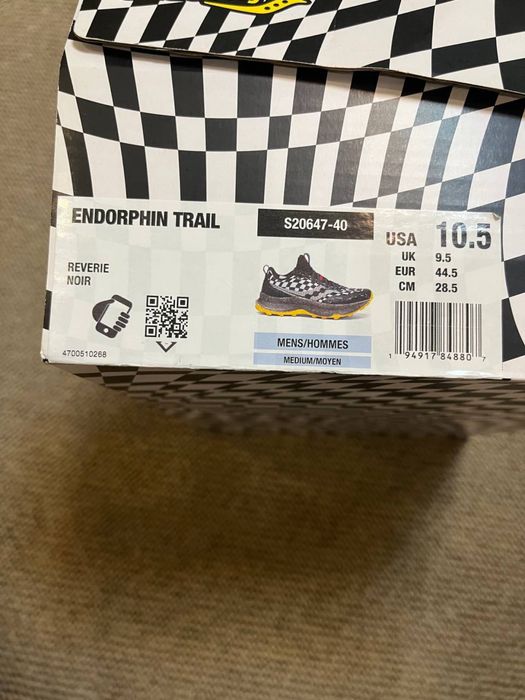 ENDORPHIN TRAIL
S20647-40
USA 10.5
UK 9.5
EUR 44.5
CM 28.5
REVERIE
NOIR
MENS/HOMMES
MEDIUM/MOYEN
4700510268
1 94917 84880 7